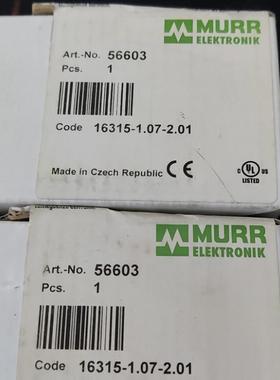 MURR
ELEKTRONIK
Art.-No. 56603
Pcs. 1
Code 16315-1.07-2.01
Made in Czech Republic CE
C UL US
LISTED
MURR
ELEKTRONIK
Art.-No. 56603
Pcs. 1
Code 16315-1.07-2.01